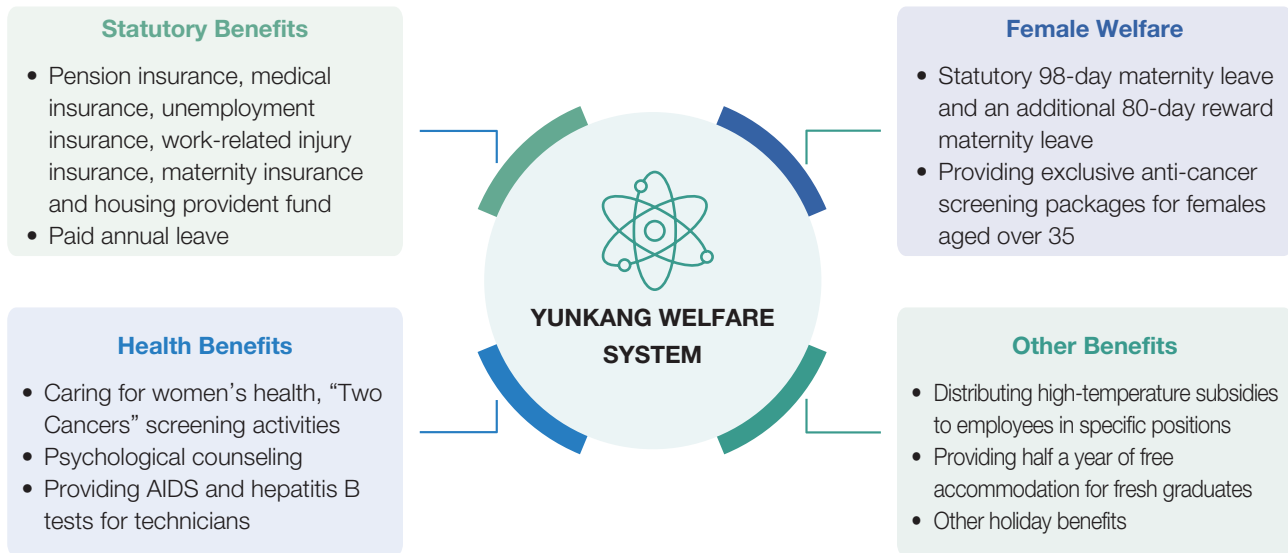 Statutory Benefits
• Pension insurance, medical
insurance, unemployment
insurance, work-related injury
insurance, maternity insurance
and housing provident fund
• Paid annual leave
Female Welfare
• Statutory 98-day maternity leave
and an additional 80-day reward
maternity leave
• Providing exclusive anti-cancer
screening packages for females
aged over 35
YUNKANG WELFARE
SYSTEM
Health Benefits
• Caring for women’s health, “Two
Cancers” screening activities
• Psychological counseling
• Providing AIDS and hepatitis B
tests for technicians
Other Benefits
• Distributing high-temperature subsidies
to employees in specific positions
• Providing half a year of free
accommodation for fresh graduates
• Other holiday benefits